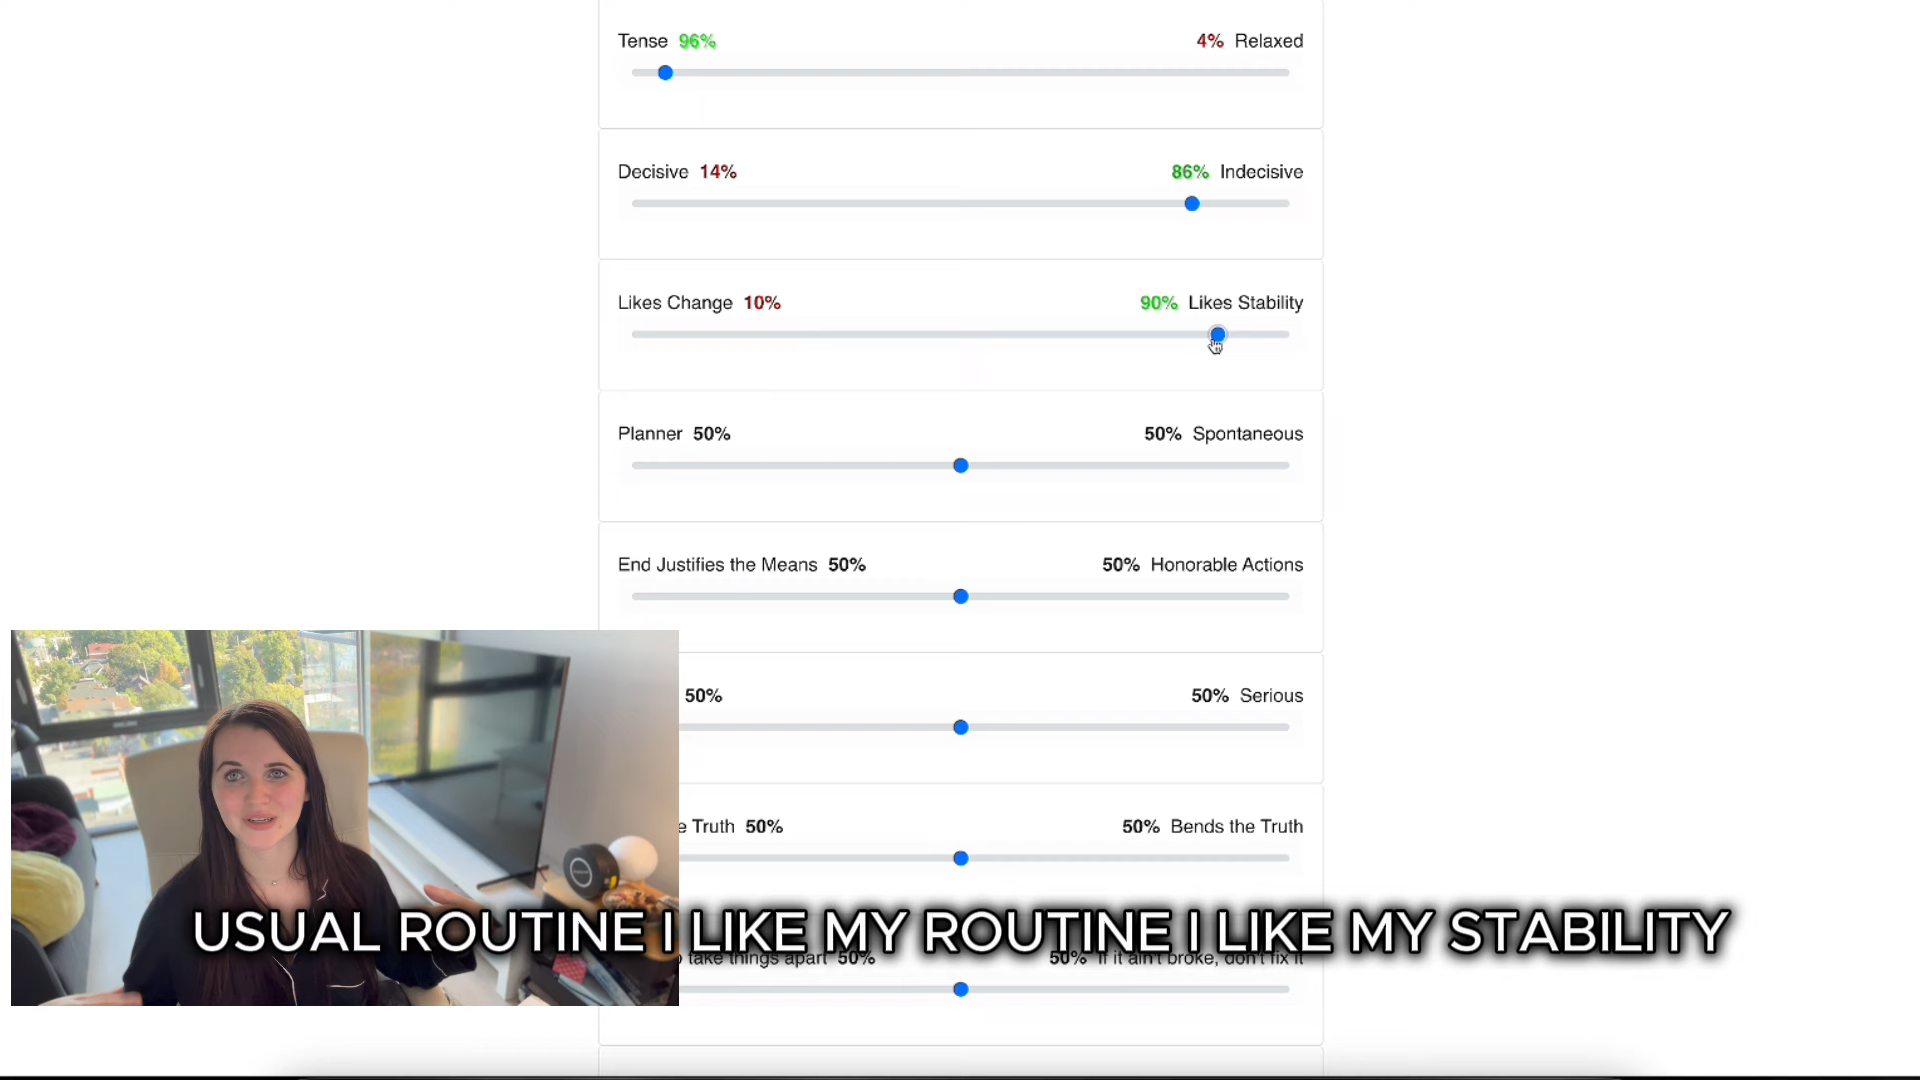 Tense 96% 4% Relaxed
Decisive 14% 86% Indecisive
Likes Change 10% 90% Likes Stability
Planner 50% 50% Spontaneous
End Justifies the Means 50% 50% Honorable Actions
50% 50% Serious
Truth 50% 50% Bends the Truth
USUAL ROUTINE I LIKE MY ROUTINE I LIKE MY STABILITY
take things apart 50% 50% If it ain't broke, don't fix it